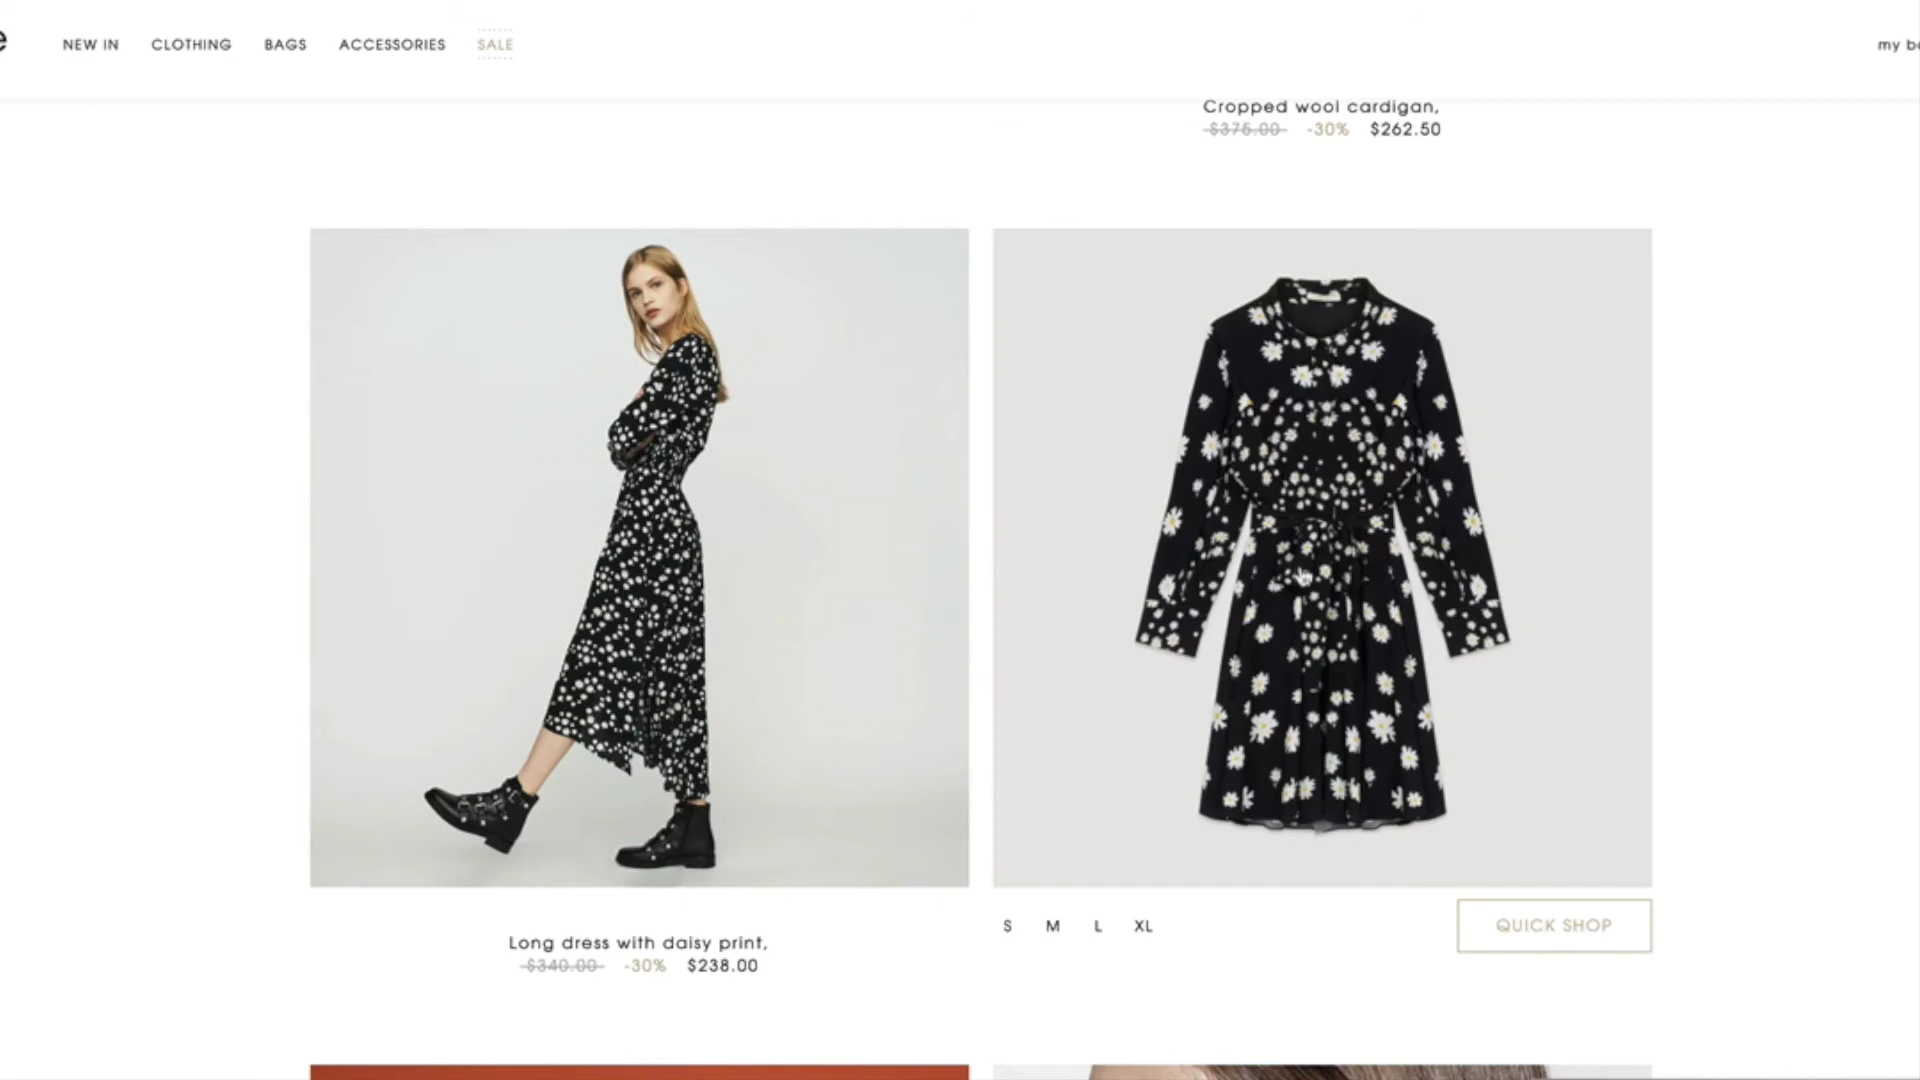 e
NEW IN CLOTHING BAGS ACCESSORIES SALE
my b
Cropped wool cardigan,
$375.00 -30% $262.50
S M L XL
QUICK SHOP
Long dress with daisy print,
$340.00 -30% $238.00